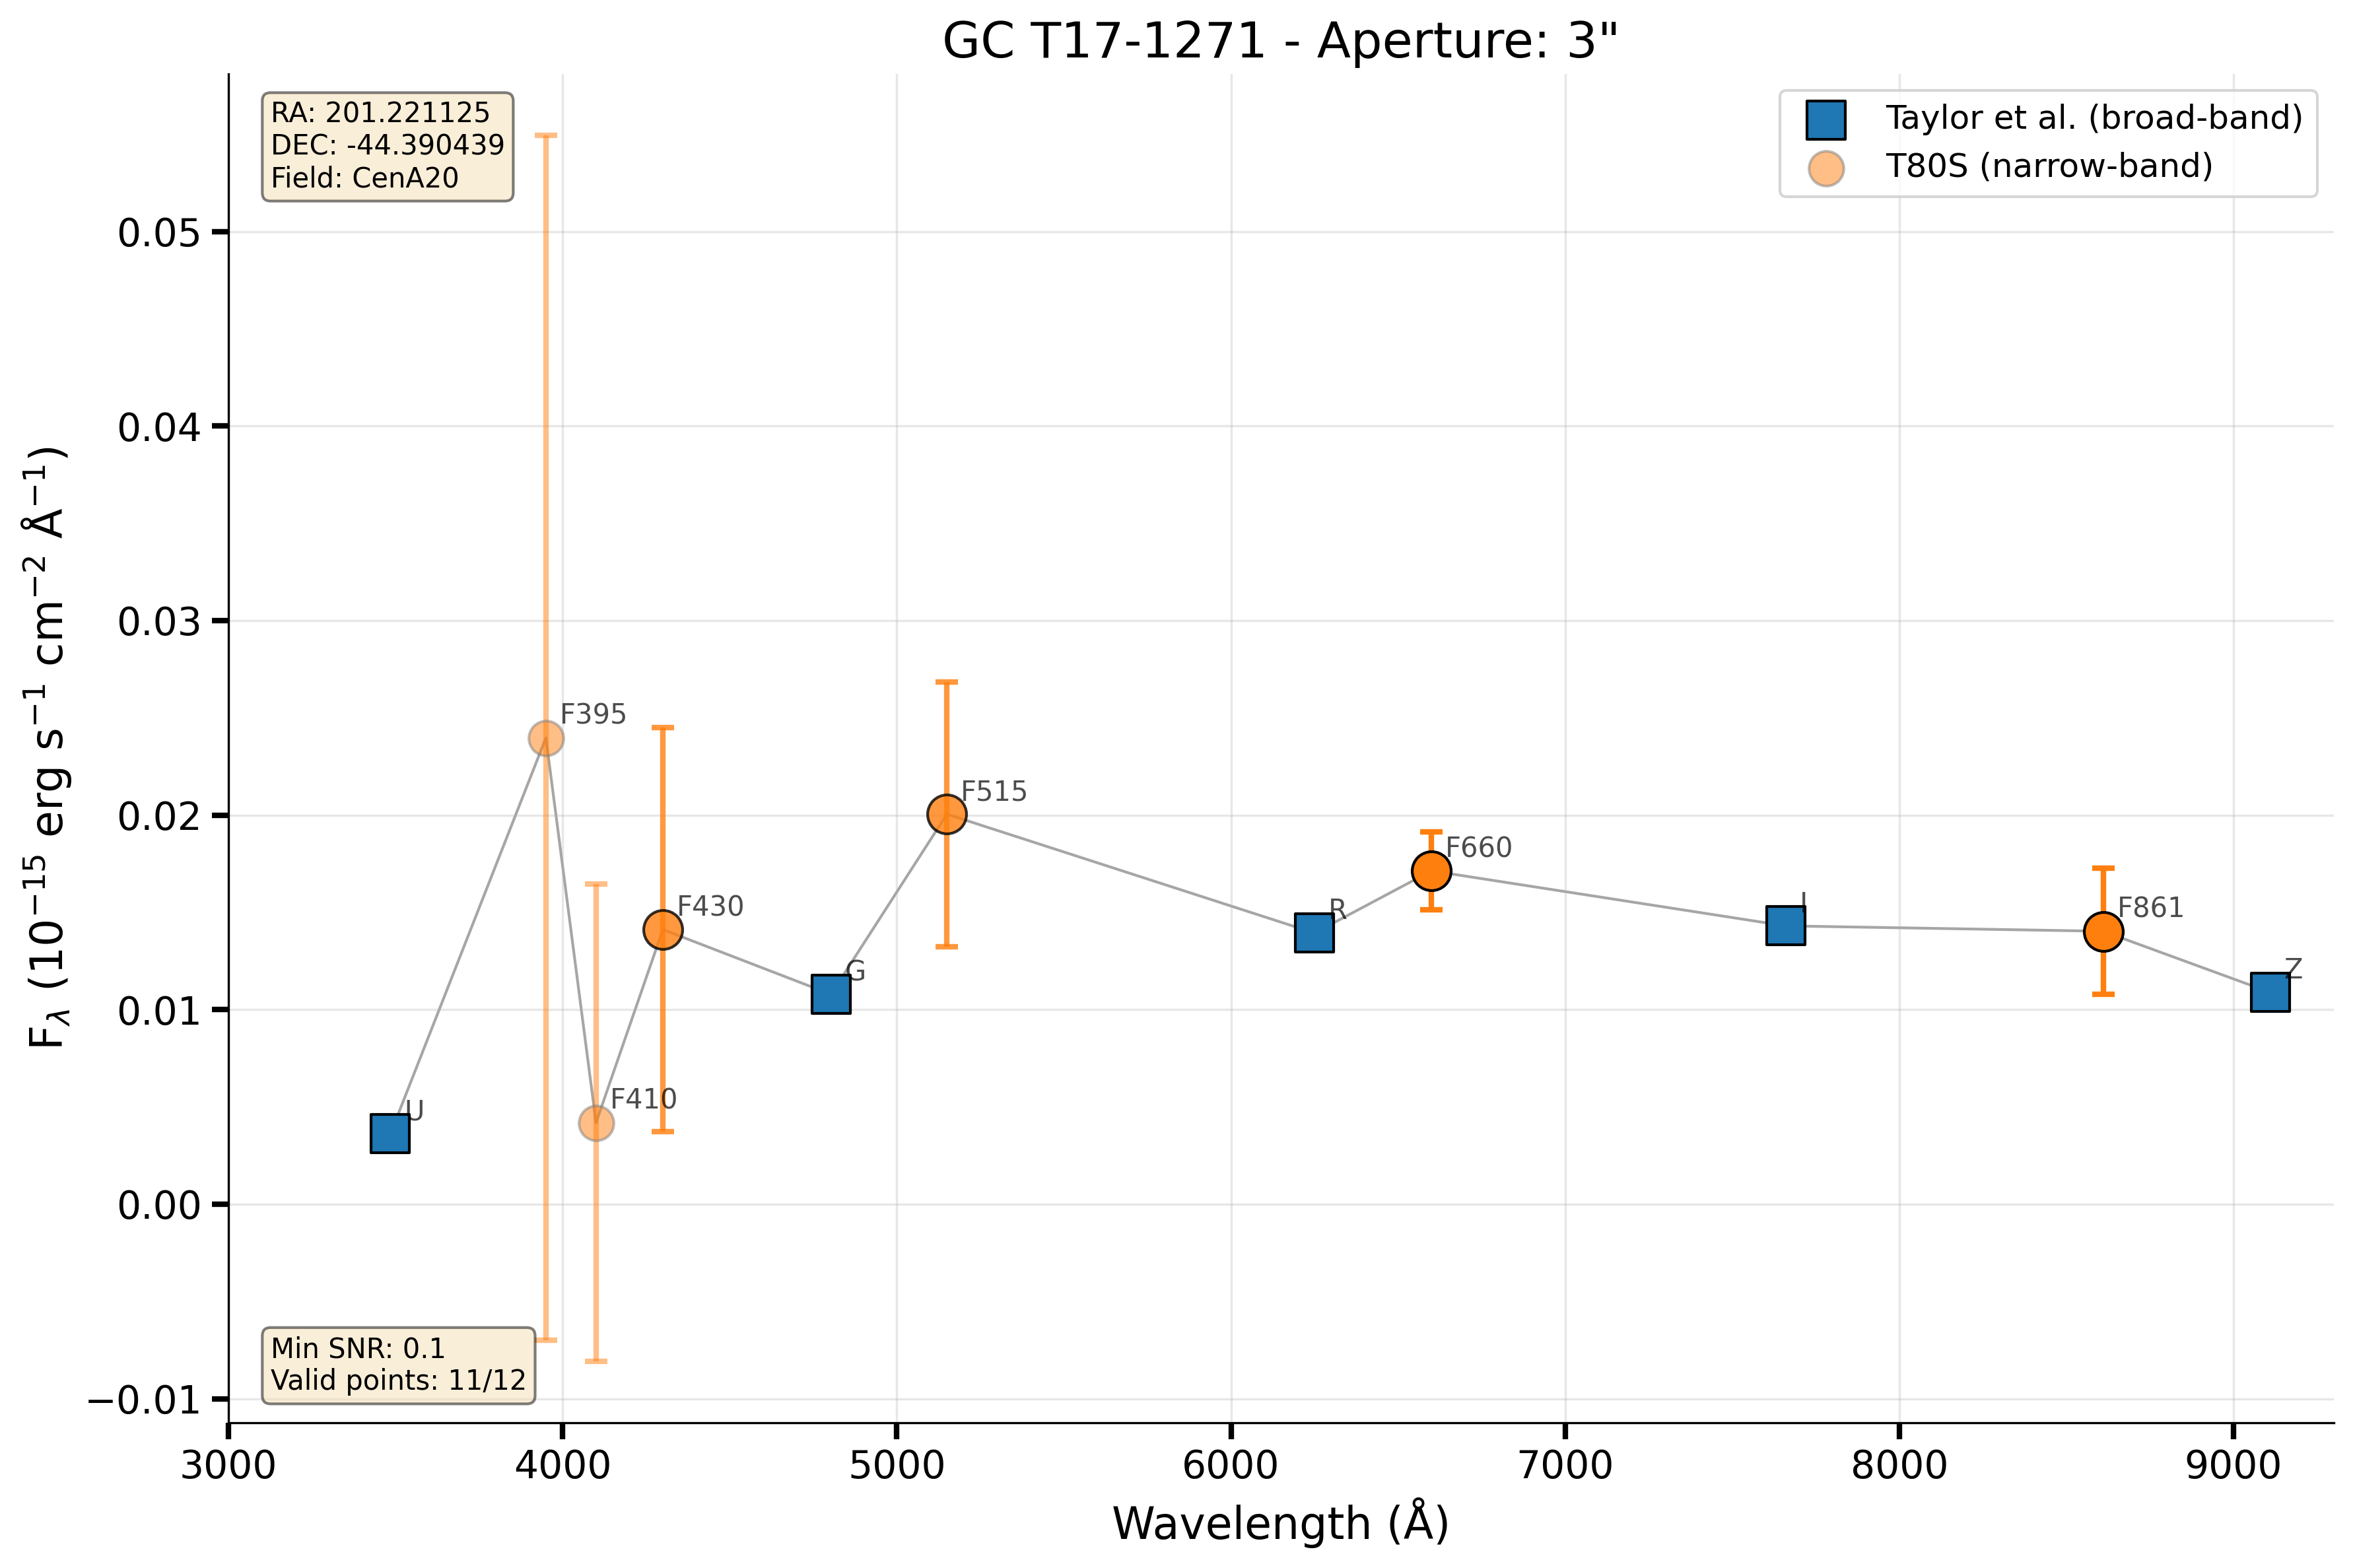 GC T17-1271 - Aperture: 3"
RA: 201.221125
DEC: -44.390439
Field: CenA20
Taylor et al. (broad-band)
T80S (narrow-band)
0.05
0.04
0.03
0.02
0.01
0.00
−0.01
F_λ (10⁻¹⁵ erg s⁻¹ cm⁻² Å⁻¹)
F395
F515
F660
F430
R
I
F861
G
Z
U
F410
Min SNR: 0.1
Valid points: 11/12
3000 4000 5000 6000 7000 8000 9000
Wavelength (Å)